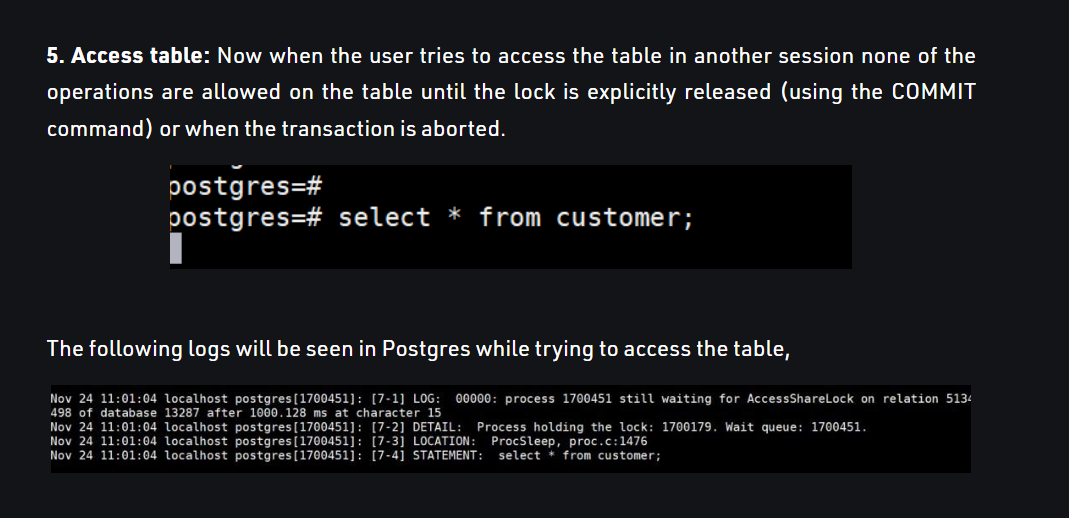 5. Access table: Now when the user tries to access the table in another session none of the
operations are allowed on the table until the lock is explicitly released (using the COMMIT
command) or when the transaction is aborted.
postgres=#
postgres=# select * from customer;
The following logs will be seen in Postgres while trying to access the table,
Nov 24 11:01:04 localhost postgres[1700451]: [7-1] LOG:  00000: process 1700451 still waiting for AccessShareLock on relation 5134
498 of database 13287 after 1000.128 ms at character 15
Nov 24 11:01:04 localhost postgres[1700451]: [7-2] DETAIL:  Process holding the lock: 1700179. Wait queue: 1700451.
Nov 24 11:01:04 localhost postgres[1700451]: [7-3] LOCATION:  ProcSleep, proc.c:1476
Nov 24 11:01:04 localhost postgres[1700451]: [7-4] STATEMENT:  select * from customer;